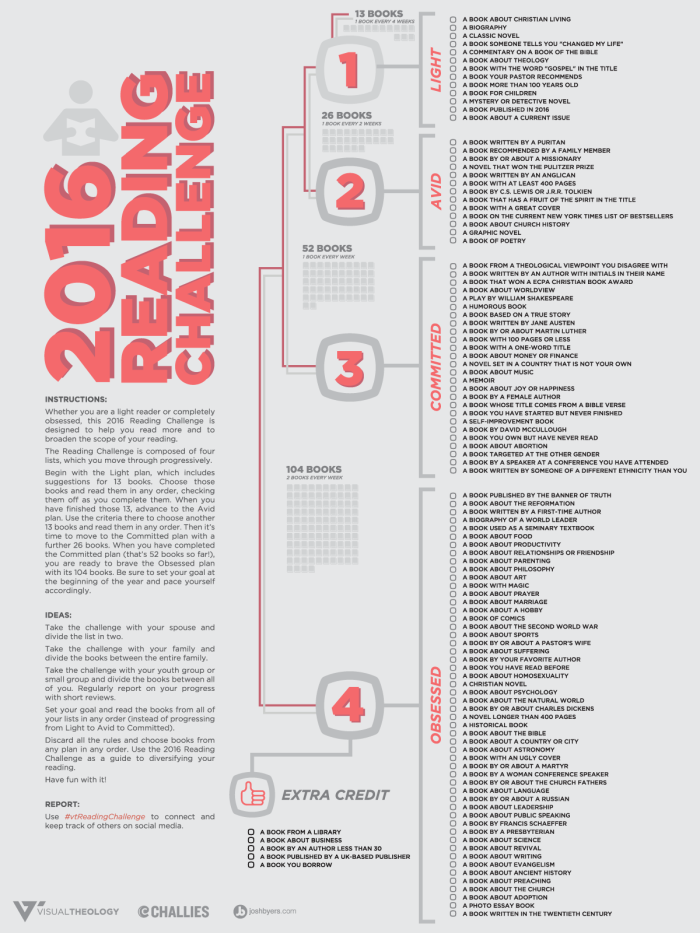 2016
READING
CHALLENGE
INSTRUCTIONS:
Whether you are a light reader or completely
obsessed, this 2016 Reading Challenge is
designed to help you read more and to
broaden the scope of your reading.
The Reading Challenge is composed of four
lists, which you move through progressively.
Begin with the Light plan, which includes
suggestions for 13 books. Choose those
books and read them in any order, checking
them off as you complete them. When you
have finished those 13, advance to the Avid
plan. Use the criteria there to choose another
13 books and read them in any order. Then it's
time to move to the Committed plan with a
further 26 books. When you have completed
the Committed plan (that's 52 books so far!),
you are ready to brave the Obsessed plan
with its 104 books. Be sure to set your goal at
the beginning of the year and pace yourself
accordingly.
IDEAS:
Take the challenge with your spouse and
divide the list in two.
Take the challenge with your family and
divide the books between the entire family.
Take the challenge with your youth group or
small group and divide the books between all
of you. Regularly report on your progress
with short reviews.
Set your goal and read the books from all of
your lists in any order (instead of progressing
from Light to Avid to Committed).
Discard all the rules and choose books from
any plan in any order. Use the 2016 Reading
Challenge as a guide to diversifying your
reading.
Have fun with it!
REPORT:
Use #vtReadingChallenge to connect and
keep track of others on social media.
VISUALTHEOLOGY
@CHALLIES
joshbyers.com
13 BOOKS
1 BOOK EVERY 4 WEEKS
1
LIGHT
A BOOK ABOUT CHRISTIAN LIVING
A BIOGRAPHY
A CLASSIC NOVEL
A BOOK SOMEONE TELLS YOU "CHANGED MY LIFE"
A COMMENTARY ON A BOOK OF THE BIBLE
A BOOK ABOUT THEOLOGY
A BOOK WITH THE WORD "GOSPEL" IN THE TITLE
A BOOK YOUR PASTOR RECOMMENDS
A BOOK MORE THAN 100 YEARS OLD
A BOOK FOR CHILDREN
A MYSTERY OR DETECTIVE NOVEL
A BOOK PUBLISHED IN 2016
A BOOK ABOUT A CURRENT ISSUE
26 BOOKS
1 BOOK EVERY 2 WEEKS
2
AVID
A BOOK WRITTEN BY A PURITAN
A BOOK RECOMMENDED BY A FAMILY MEMBER
A BOOK BY OR ABOUT A MISSIONARY
A NOVEL THAT WON THE PULITZER PRIZE
A BOOK WRITTEN BY AN ANGLICAN
A BOOK WITH AT LEAST 400 PAGES
A BOOK BY C.S. LEWIS OR J.R.R. TOLKIEN
A BOOK THAT HAS A FRUIT OF THE SPIRIT IN THE TITLE
A BOOK WITH A GREAT COVER
A BOOK ON THE CURRENT NEW YORK TIMES LIST OF BESTSELLERS
A BOOK ABOUT CHURCH HISTORY
A GRAPHIC NOVEL
A BOOK OF POETRY
52 BOOKS
1 BOOK EVERY WEEK
3
COMMITTED
A BOOK FROM A THEOLOGICAL VIEWPOINT YOU DISAGREE WITH
A BOOK WRITTEN BY AN AUTHOR WITH INITIALS IN THEIR NAME
A BOOK THAT WON A ECPA CHRISTIAN BOOK AWARD
A BOOK ABOUT WORLDVIEW
A PLAY BY WILLIAM SHAKESPEARE
A HUMOROUS BOOK
A BOOK BASED ON A TRUE STORY
A BOOK WRITTEN BY JANE AUSTEN
A BOOK BY OR ABOUT MARTIN LUTHER
A BOOK WITH 100 PAGES OR LESS
A BOOK WITH A ONE-WORD TITLE
A BOOK ABOUT MONEY OR FINANCE
A NOVEL SET IN A COUNTRY THAT IS NOT YOUR OWN
A BOOK ABOUT MUSIC
A MEMOIR
A BOOK ABOUT JOY OR HAPPINESS
A BOOK BY A FEMALE AUTHOR
A BOOK WHOSE TITLE COMES FROM A BIBLE VERSE
A BOOK YOU HAVE STARTED BUT NEVER FINISHED
A SELF-IMPROVEMENT BOOK
A BOOK BY DAVID MCCULLOUGH
A BOOK YOU OWN BUT HAVE NEVER READ
A BOOK ABOUT ABORTION
A BOOK TARGETED AT THE OTHER GENDER
A BOOK BY A SPEAKER AT A CONFERENCE YOU HAVE ATTENDED
A BOOK WRITTEN BY SOMEONE OF A DIFFERENT ETHNICITY THAN YOU
104 BOOKS
2 BOOKS EVERY WEEK
4
OBSESSED
A BOOK PUBLISHED BY THE BANNER OF TRUTH
A BOOK ABOUT THE REFORMATION
A BOOK WRITTEN BY A FIRST-TIME AUTHOR
A BIOGRAPHY OF A WORLD LEADER
A BOOK USED AS A SEMINARY TEXTBOOK
A BOOK ABOUT FOOD
A BOOK ABOUT PRODUCTIVITY
A BOOK ABOUT RELATIONSHIPS OR FRIENDSHIP
A BOOK ABOUT PARENTING
A BOOK ABOUT PHILOSOPHY
A BOOK ABOUT ART
A BOOK WITH MAGIC
A BOOK ABOUT PRAYER
A BOOK ABOUT MARRIAGE
A BOOK ABOUT A HOBBY
A BOOK OF COMICS
A BOOK ABOUT THE SECOND WORLD WAR
A BOOK ABOUT SPORTS
A BOOK BY OR ABOUT A PASTOR'S WIFE
A BOOK ABOUT SUFFERING
A BOOK BY YOUR FAVORITE AUTHOR
A BOOK YOU HAVE READ BEFORE
A BOOK ABOUT HOMOSEXUALITY
A CHRISTIAN NOVEL
A BOOK ABOUT PSYCHOLOGY
A BOOK ABOUT THE NATURAL WORLD
A BOOK BY OR ABOUT CHARLES DICKENS
A NOVEL LONGER THAN 400 PAGES
A HISTORICAL BOOK
A BOOK ABOUT THE BIBLE
A BOOK ABOUT A COUNTRY OR CITY
A BOOK ABOUT ASTRONOMY
A BOOK WITH AN UGLY COVER
A BOOK BY OR ABOUT A MARTYR
A BOOK BY A WOMAN CONFERENCE SPEAKER
A BOOK BY OR ABOUT THE CHURCH FATHERS
A BOOK ABOUT LANGUAGE
A BOOK BY OR ABOUT A RUSSIAN
A BOOK ABOUT LEADERSHIP
A BOOK ABOUT PUBLIC SPEAKING
A BOOK BY FRANCIS SCHAEFFER
A BOOK BY A PRESBYTERIAN
A BOOK ABOUT SCIENCE
A BOOK ABOUT REVIVAL
A BOOK ABOUT WRITING
A BOOK ABOUT EVANGELISM
A BOOK ABOUT ANCIENT HISTORY
A BOOK ABOUT PREACHING
A BOOK ABOUT THE CHURCH
A BOOK ABOUT ADOPTION
A PHOTO ESSAY BOOK
A BOOK WRITTEN IN THE TWENTIETH CENTURY
EXTRA CREDIT
A BOOK FROM A LIBRARY
A BOOK ABOUT BUSINESS
A BOOK BY AN AUTHOR LESS THAN 30
A BOOK PUBLISHED BY A UK-BASED PUBLISHER
A BOOK YOU BORROW